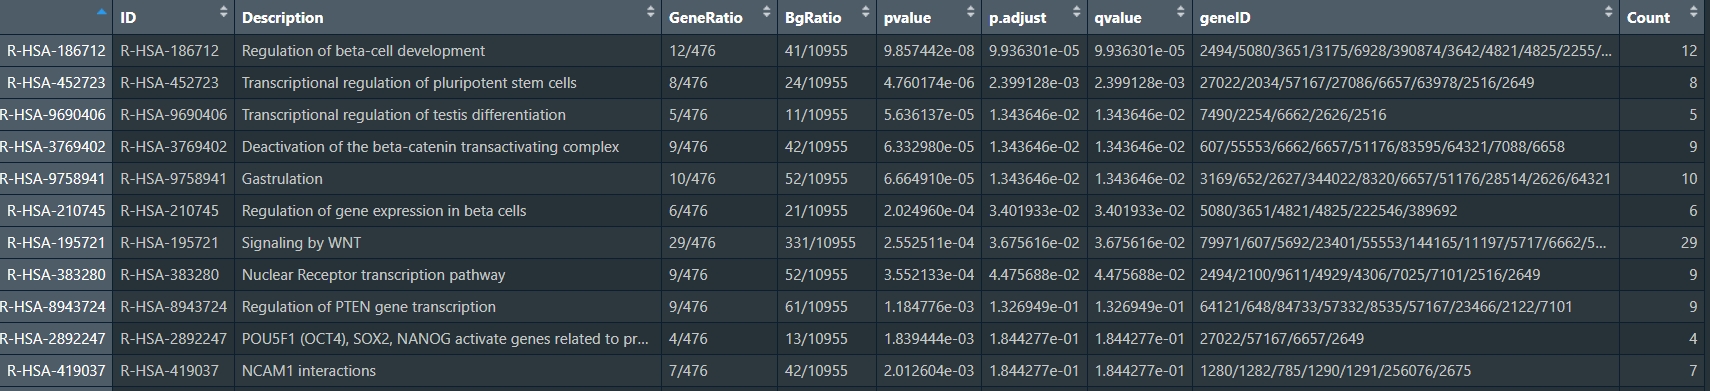 ID Description GeneRatio BgRatio pvalue p.adjust qvalue geneID Count
R-HSA-186712 R-HSA-186712 Regulation of beta-cell development 12/476 41/10955 9.857442e-08 9.936301e-05 9.936301e-05 2494/5080/3651/3175/6928/390874/3642/4821/4825/2255/... 12
R-HSA-452723 R-HSA-452723 Transcriptional regulation of pluripotent stem cells 8/476 24/10955 4.760174e-06 2.399128e-03 2.399128e-03 27022/2034/57167/27086/6657/63978/2516/2649 8
R-HSA-9690406 R-HSA-9690406 Transcriptional regulation of testis differentiation 5/476 11/10955 5.636137e-05 1.343646e-02 1.343646e-02 7490/2254/6662/2626/2516 5
R-HSA-3769402 R-HSA-3769402 Deactivation of the beta-catenin transactivating complex 9/476 42/10955 6.332980e-05 1.343646e-02 1.343646e-02 607/55553/6662/6657/51176/83595/64321/7088/6658 9
R-HSA-9758941 R-HSA-9758941 Gastrulation 10/476 52/10955 6.664910e-05 1.343646e-02 1.343646e-02 3169/652/2627/344022/8320/6657/51176/28514/2626/64321 10
R-HSA-210745 R-HSA-210745 Regulation of gene expression in beta cells 6/476 21/10955 2.024960e-04 3.401933e-02 3.401933e-02 5080/3651/4821/4825/222546/389692 6
R-HSA-195721 R-HSA-195721 Signaling by WNT 29/476 331/10955 2.552511e-04 3.675616e-02 3.675616e-02 79971/607/5692/23401/55553/144165/11197/5717/6662/5... 29
R-HSA-383280 R-HSA-383280 Nuclear Receptor transcription pathway 9/476 52/10955 3.552133e-04 4.475688e-02 4.475688e-02 2494/2100/9611/4929/4306/7025/7101/2516/2649 9
R-HSA-8943724 R-HSA-8943724 Regulation of PTEN gene transcription 9/476 61/10955 1.184776e-03 1.326949e-01 1.326949e-01 64121/648/84733/57332/8535/57167/23466/2122/7101 9
R-HSA-2892247 R-HSA-2892247 POU5F1 (OCT4), SOX2, NANOG activate genes related to pr... 4/476 13/10955 1.839444e-03 1.844277e-01 1.844277e-01 27022/57167/6657/2649 4
R-HSA-419037 R-HSA-419037 NCAM1 interactions 7/476 42/10955 2.012604e-03 1.844277e-01 1.844277e-01 1280/1282/785/1290/1291/256076/2675 7